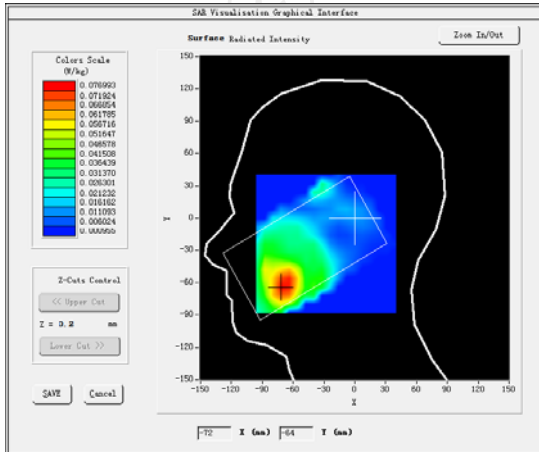 SAR Visualisation Graphical Interface
Surface Radiated Intensity
Zoom In/Out
Colors Scale
(W/kg)
0.076993
0.071924
0.066854
0.061785
0.056716
0.051647
0.046578
0.041508
0.036439
0.031370
0.026301
0.021232
0.016162
0.011093
0.006024
0.000955
Z-Cuts Control
<< Upper Cut
Z = 3.2 mm
Lower Cut >>
SAVE
Cancel
150
120
90
60
30
0
-30
-60
-90
-120
-150
Y
-150 -120 -90 -60 -30 0 30 60 90 120 150
X
-72 X (mm) -64 Y (mm)